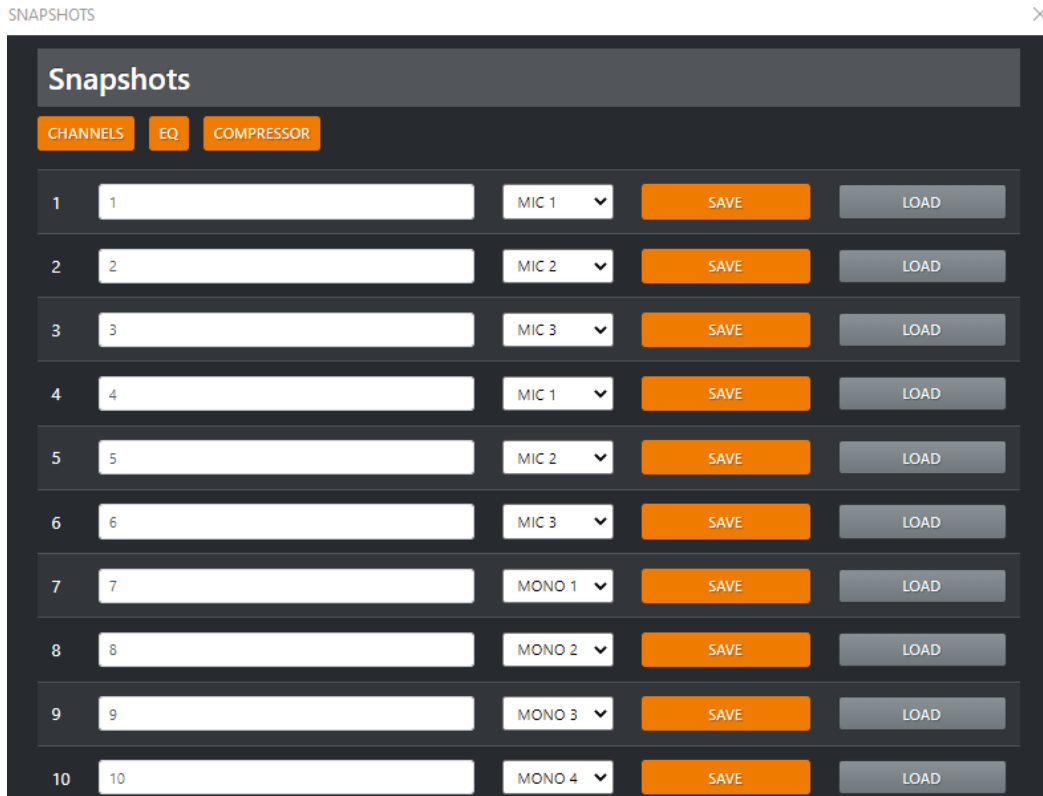 SNAPSHOTS
Snapshots
CHANNELS EQ COMPRESSOR
1 1 MIC 1 SAVE LOAD
2 2 MIC 2 SAVE LOAD
3 3 MIC 3 SAVE LOAD
4 4 MIC 1 SAVE LOAD
5 5 MIC 2 SAVE LOAD
6 6 MIC 3 SAVE LOAD
7 7 MONO 1 SAVE LOAD
8 8 MONO 2 SAVE LOAD
9 9 MONO 3 SAVE LOAD
10 10 MONO 4 SAVE LOAD